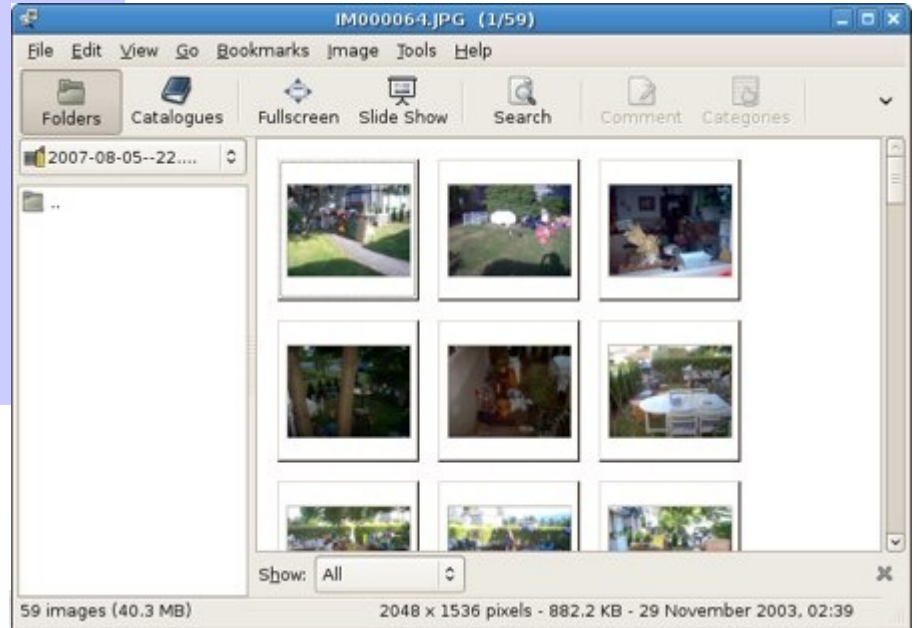 IM000064.JPG (1/59)
File Edit View Go Bookmarks Image Tools Help
Folders Catalogues Fullscreen Slide Show Search Comment Categories
2007-08-05--22....
..
Show: All
59 images (40.3 MB) 2048 x 1536 pixels - 882.2 KB - 29 November 2003, 02:39